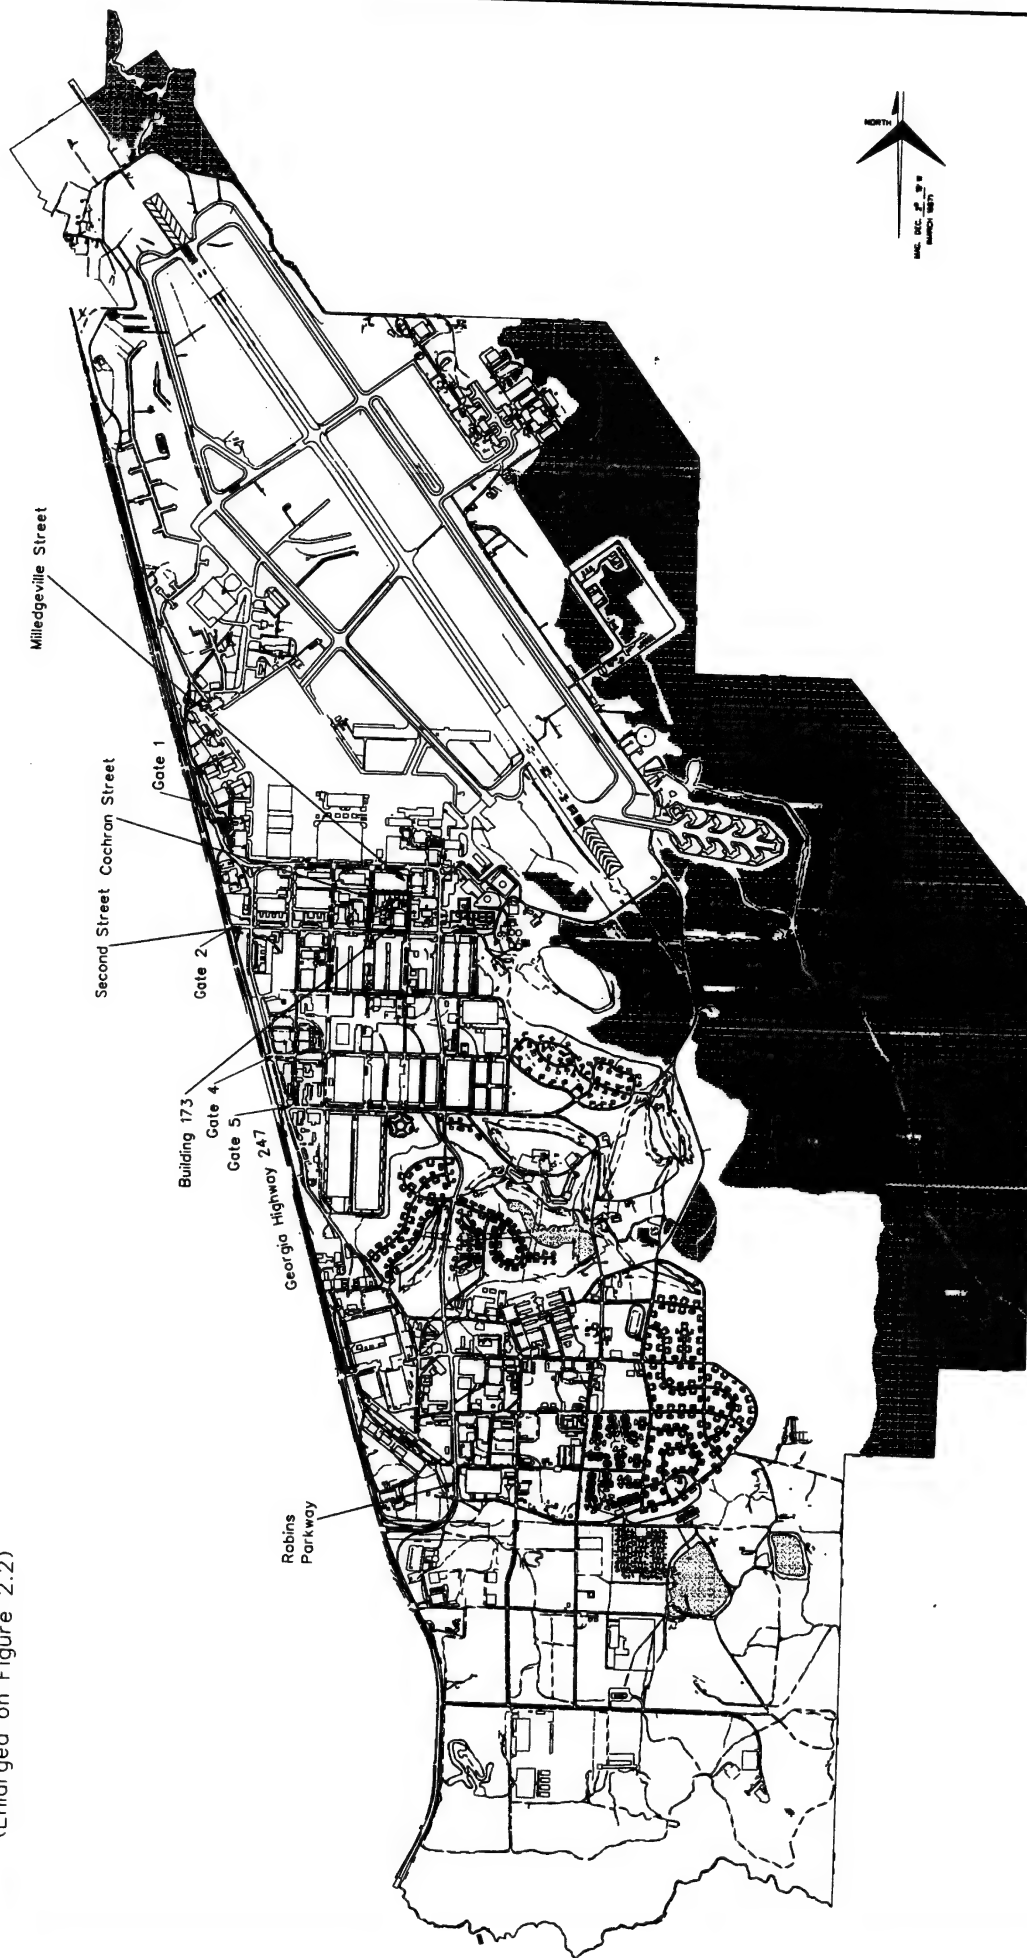 (Enlarged on Figure 2.2)
Milledgeville Street
Second Street
Cochran Street
Gate 1
Gate 2
Building 173
Gate 4
Gate 5
Georgia Highway 247
Robins
Parkway
NORTH